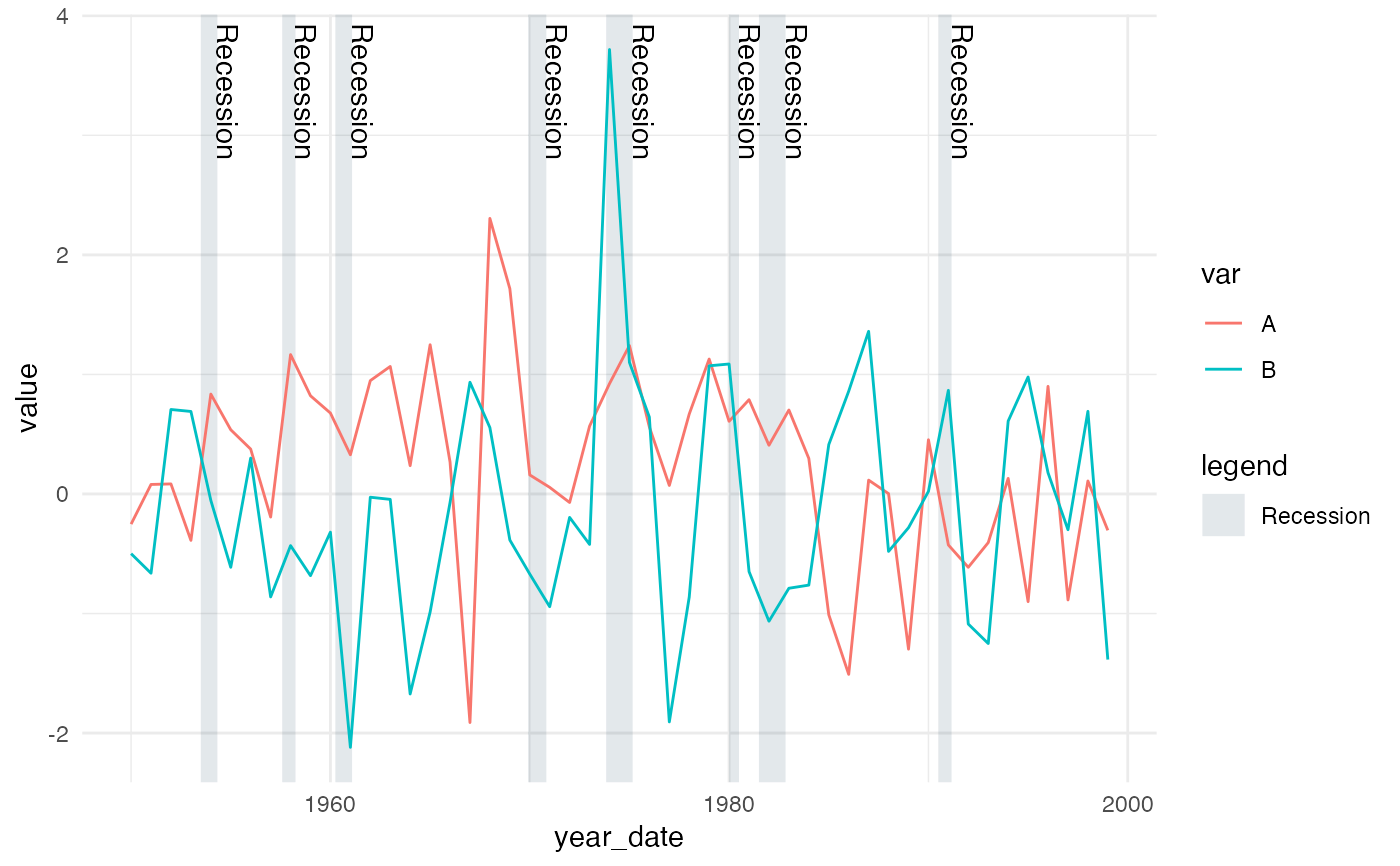 4
2
0
-2
value
Recession
Recession
Recession
Recession
Recession
Recession
Recession
Recession
1960
1980
2000
year_date
var
A
B
legend
Recession